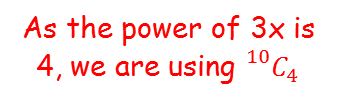 As the power of 3x is
4, we are using ¹⁰C₄